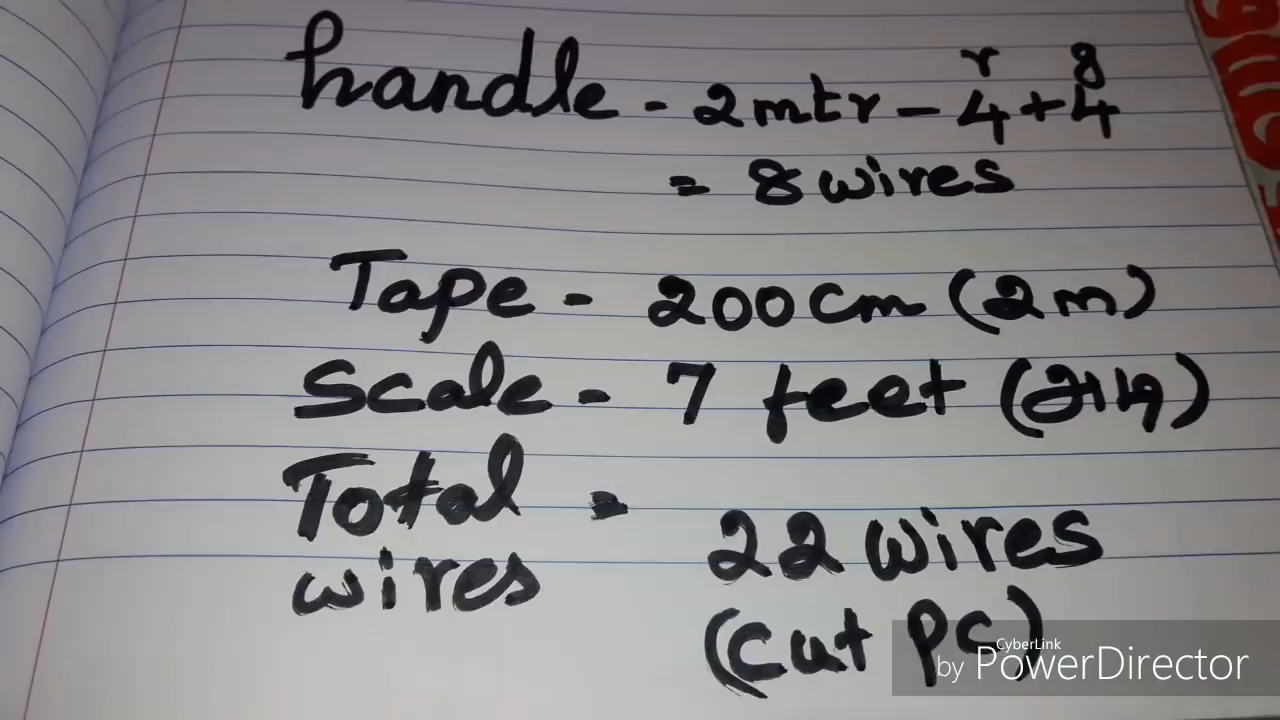 r g
handle - 2mtr - 4 + 4
= 8 wires
Tape - 200 cm (2m)
Scale - 7 feet (அடி)
Total = 22 wires
wires
(Cut PC)
CyberLink
by PowerDirector